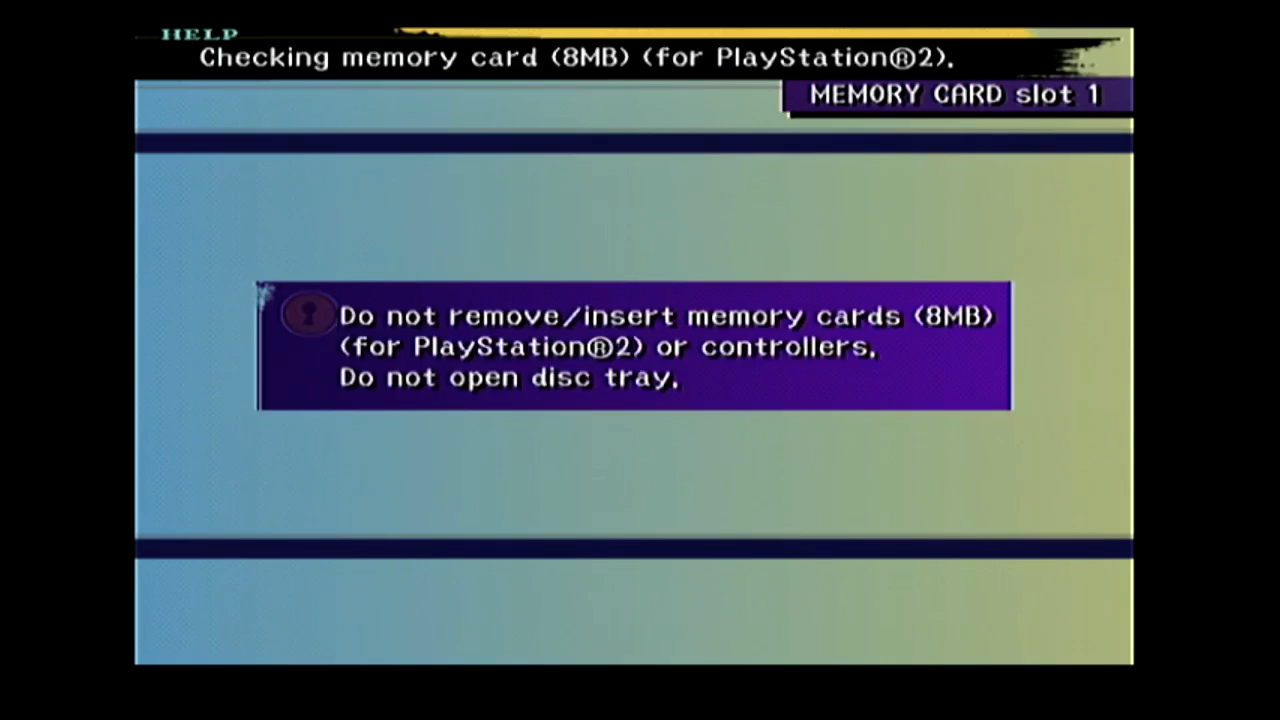 HELP
Checking memory card (8MB) (for PlayStation®2).
MEMORY CARD slot 1
Do not remove/insert memory cards (8MB)
(for PlayStation®2) or controllers.
Do not open disc tray.